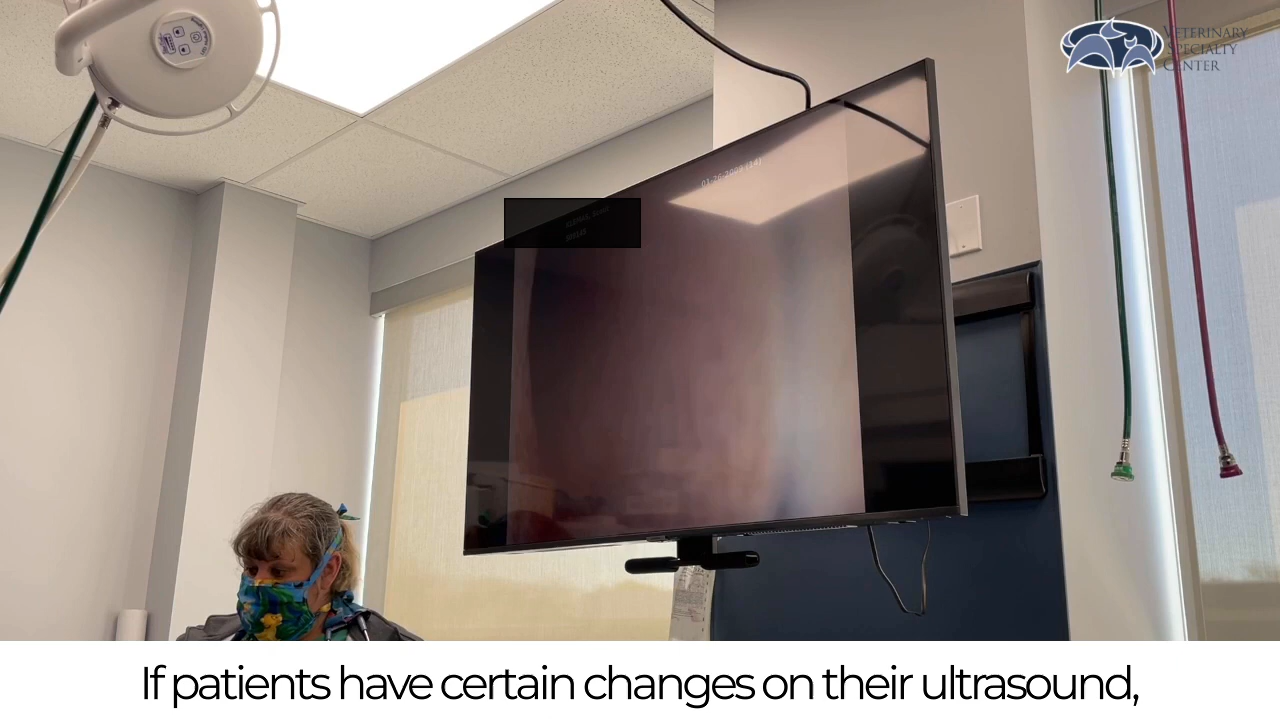 VETERINARY
SPECIALTY
CENTER
If patients have certain changes on their ultrasound,